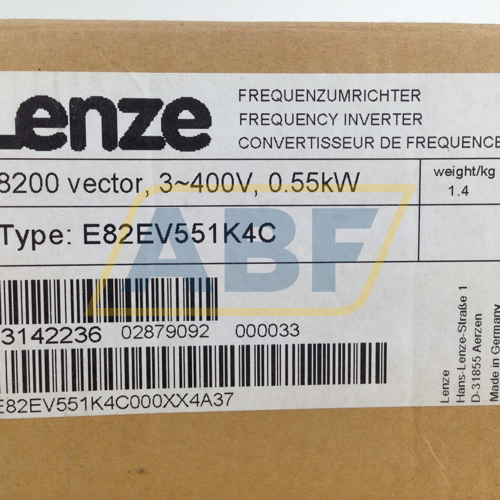 Lenze
FREQUENZUMRICHTER
FREQUENCY INVERTER
CONVERTISSEUR DE FREQUENCE
8200 vector, 3~400V, 0.55kW
weight/kg
1.4
Type: E82EV551K4C
ABF
13142236 02879092 000033
E82EV551K4C000XX4A37
Lenze
Hans-Lenze-Straße 1
D-31855 Aerzen
Made in Germany